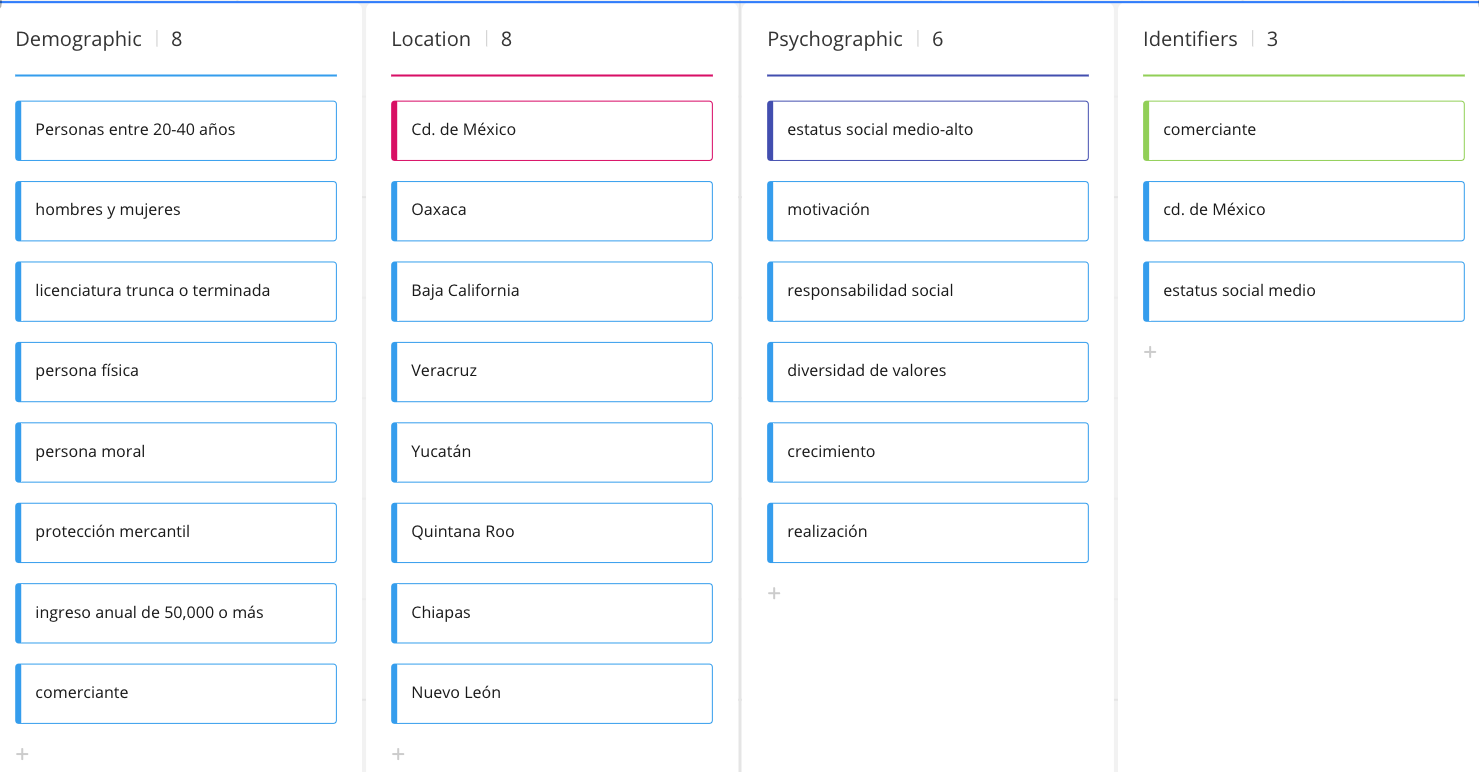 Demographic 8
Personas entre 20-40 años
hombres y mujeres
licenciatura trunca o terminada
persona física
persona moral
protección mercantil
ingreso anual de 50,000 o más
comerciante
+
Location 8
Cd. de México
Oaxaca
Baja California
Veracruz
Yucatán
Quintana Roo
Chiapas
Nuevo León
+
Psychographic 6
estatus social medio-alto
motivación
responsabilidad social
diversidad de valores
crecimiento
realización
+
Identifiers 3
comerciante
cd. de México
estatus social medio
+